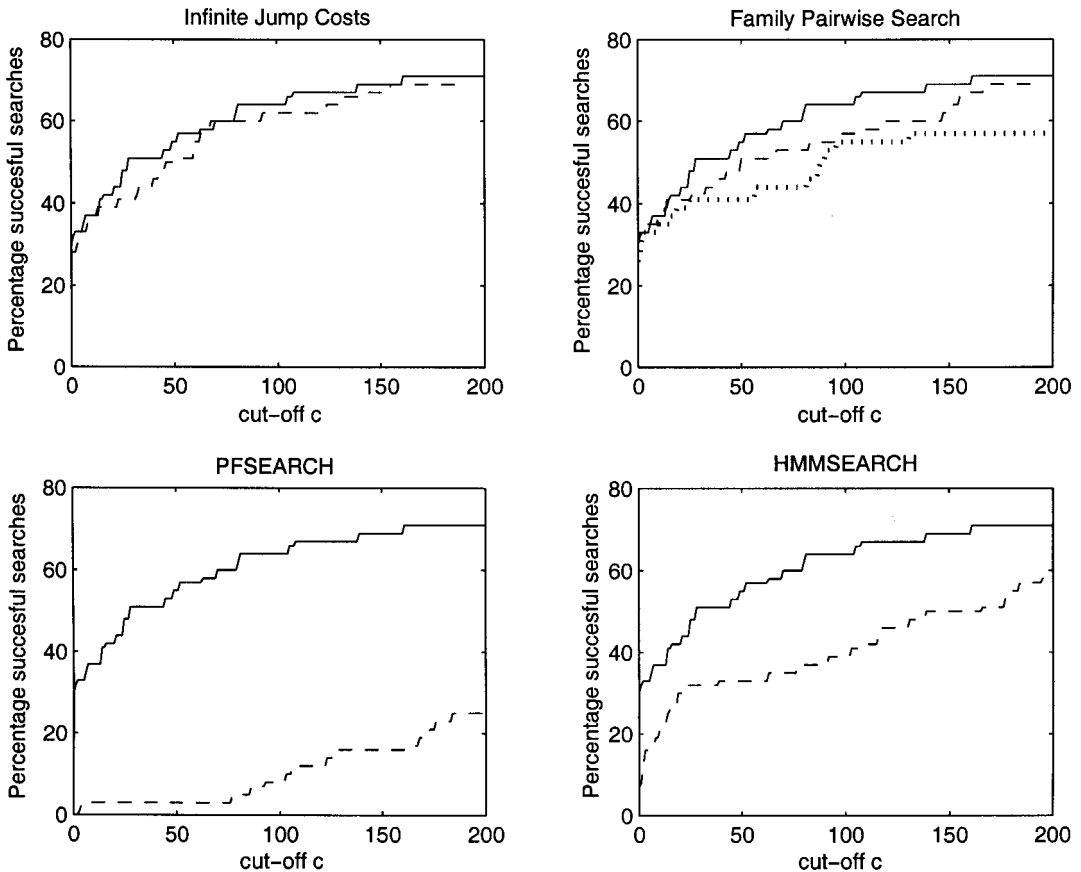 Infinite Jump Costs
80
60
40
20
0
0 50 100 150 200
Percentage succesful searches
cut-off c
Family Pairwise Search
80
60
40
20
0
0 50 100 150 200
Percentage succesful searches
cut-off c
PFSEARCH
80
60
40
20
0
0 50 100 150 200
Percentage succesful searches
cut-off c
HMMSEARCH
80
60
40
20
0
0 50 100 150 200
Percentage succesful searches
cut-off c